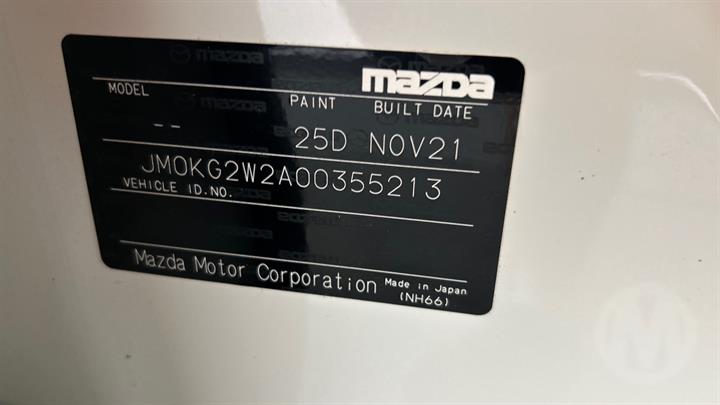 mazda
MODEL PAINT BUILT DATE
-- 25D NOV21
JM0KG2W2A00355213
VEHICLE ID.NO.
Mazda Motor Corporation Made in Japan
(NH66)